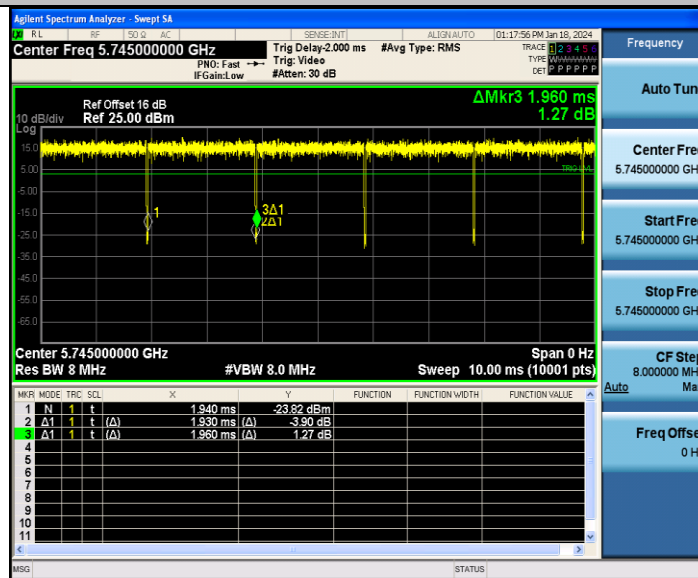 Agilent Spectrum Analyzer - Swept SA
RL RF 50 Ω AC SENSE:INT ALIGN AUTO 01:17:56 PM Jan 18, 2024
Center Freq 5.745000000 GHz
PNO: Fast
IFGain:Low
Trig Delay-2.000 ms
Trig: Video
#Atten: 30 dB
#Avg Type: RMS
TRACE 1 2 3 4 5 6
TYPE WWWWWW
DET P P P P P P
Frequency
Auto Tun
Center Fre
5.745000000 GH
Start Fre
5.745000000 GH
Stop Fre
5.745000000 GH
CF Step
8.000000 MH
Auto Ma
Freq Offse
0 H
ΔMkr3 1.960 ms
1.27 dB
Ref Offset 16 dB
10 dB/div Ref 25.00 dBm
Log
15.0
5.00
-5.00
-15.0
-25.0
-35.0
-45.0
-55.0
-65.0
TRIG LVL
1
3Δ1
2Δ1
Center 5.745000000 GHz Span 0 Hz
Res BW 8 MHz #VBW 8.0 MHz Sweep 10.00 ms (10001 pts)
MKR MODE TRC SCL X Y FUNCTION FUNCTION WIDTH FUNCTION VALUE
1 N 1 t 1.940 ms -23.82 dBm
2 Δ1 1 t (Δ) 1.930 ms (Δ) -3.90 dB
3 Δ1 1 t (Δ) 1.960 ms (Δ) 1.27 dB
4
5
6
7
8
9
10
11
MSG STATUS